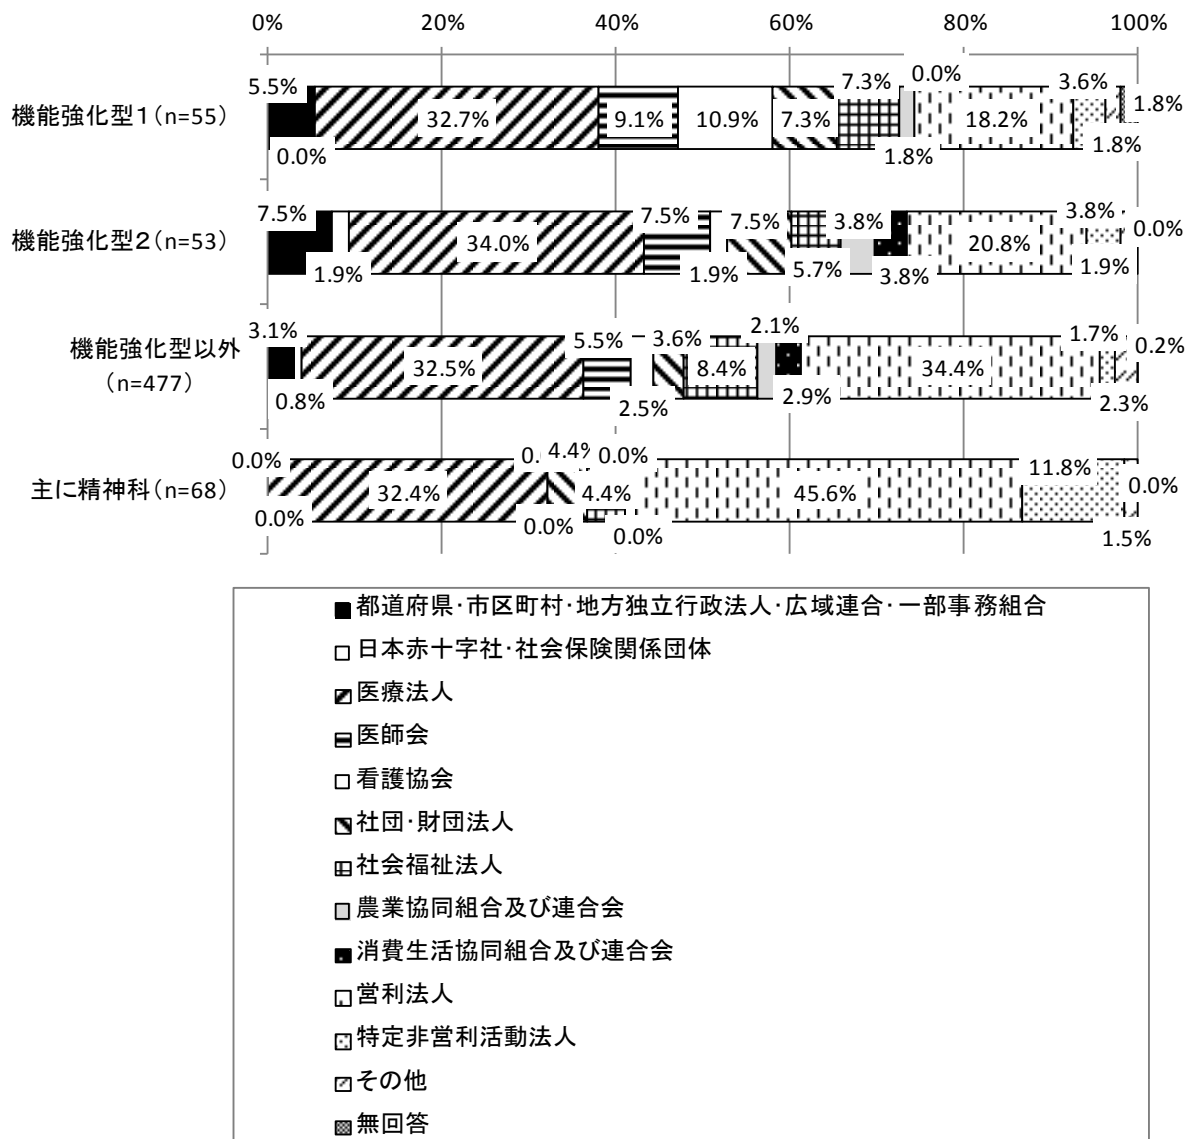 0% 20% 40% 60% 80% 100%
5.5% 7.3% 0.0% 3.6%
機能強化型1(n=55) 32.7% 9.1% 10.9% 7.3% 18.2% 1.8%
0.0% 1.8% 1.8%
7.5% 7.5% 7.5% 3.8% 3.8% 0.0%
機能強化型2(n=53) 34.0% 20.8%
1.9% 1.9% 5.7% 3.8% 1.9%
3.1% 5.5% 3.6% 2.1% 1.7% 0.2%
機能強化型以外 32.5% 8.4% 34.4%
(n=477)
0.8% 2.5% 2.9% 2.3%
0.0% 4.4% 0.0% 11.8% 0.0%
主に精神科(n=68) 32.4% 4.4% 45.6%
0.0% 0.0% 0.0% 1.5%
都道府県・市区町村・地方独立行政法人・広域連合・一部事務組合
日本赤十字社・社会保険関係団体
医療法人
医師会
看護協会
社団・財団法人
社会福祉法人
農業協同組合及び連合会
消費生活協同組合及び連合会
営利法人
特定非営利活動法人
その他
無回答